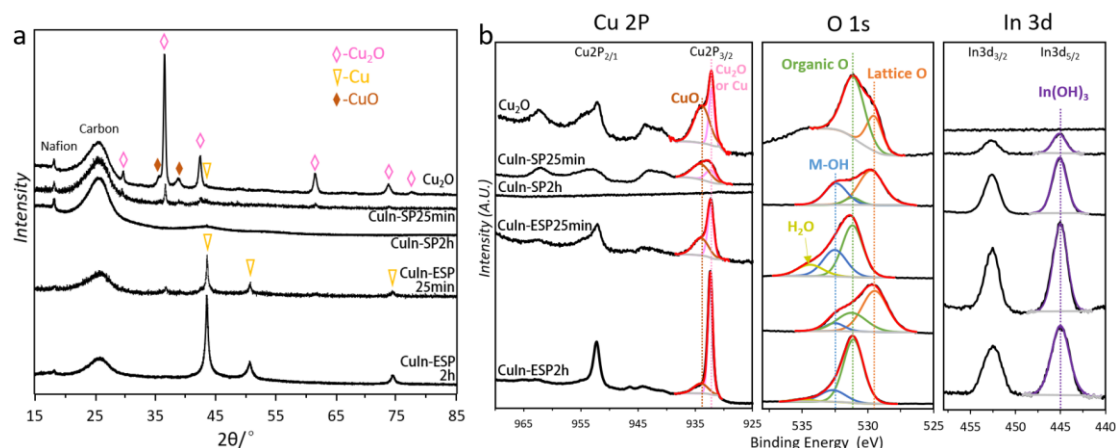 a
◇-Cu₂O
▽-Cu
◆-CuO
Nafion
Carbon
Cu₂O
CuIn-SP25min
CuIn-SP2h
CuIn-ESP
25min
CuIn-ESP
2h
Intensity
15 25 35 45 55 65 75 85
2θ/°
b
Cu 2P
Cu2P2/1
Cu2P3/2
Cu₂O
or Cu
CuO
Cu₂O
CuIn-SP25min
CuIn-SP2h
CuIn-ESP25min
CuIn-ESP2h
Intensity (A.U.)
965 955 945 935 925
O 1s
Organic O
Lattice O
M-OH
H₂O
535 530 525
Binding Energy (eV)
In 3d
In3d3/2
In3d5/2
In(OH)₃
455 450 445 440